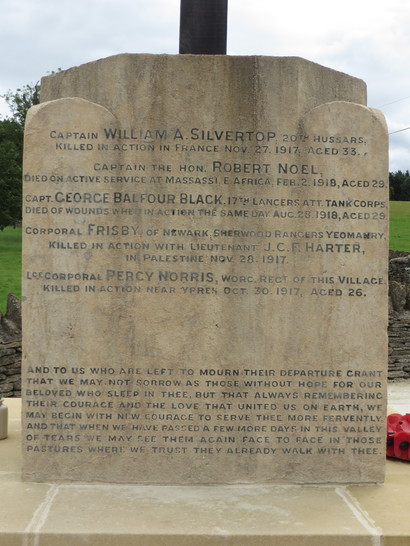 CAPTAIN WILLIAM A. SILVERTOP, 20TH HUSSARS,
KILLED IN ACTION IN FRANCE NOV. 27. 1917, AGED 33.
CAPTAIN THE HON. ROBERT NOEL,
DIED ON ACTIVE SERVICE AT MASSASSI, E. AFRICA, FEB. 2. 1918, AGED 29.
CAPT. GEORGE BALFOUR BLACK, 17TH LANCERS ATT. TANK CORPS,
DIED OF WOUNDS WHEN IN ACTION THE SAME DAY AUG. 28. 1918, AGED 29
CORPORAL FRISBY, OF NEWARK, SHERWOOD RANGERS YEOMANRY,
KILLED IN ACTION WITH LIEUTENANT J.C.F. HARTER,
IN PALESTINE NOV. 28. 1917.
LCE CORPORAL PERCY NORRIS, WORC. REGT OF THIS VILLAGE
KILLED IN ACTION NEAR YPRES, OCT. 30. 1917, AGED 26.
AND TO US WHO ARE LEFT TO MOURN THEIR DEPARTURE GRANT
THAT WE MAY NOT SORROW AS THOSE WITHOUT HOPE FOR OUR
BELOVED WHO SLEEP IN THEE, BUT THAT ALWAYS REMEMBERING
THEIR COURAGE AND THE LOVE THAT UNITED US ON EARTH, WE
MAY BEGIN WITH NEW COURAGE TO SERVE THEE MORE FERVENTLY,
AND THAT WHEN WE HAVE PASSED A FEW MORE DAYS IN THIS VALLEY
OF TEARS WE MAY SEE THEM AGAIN FACE TO FACE IN THOSE
PASTURES WHERE WE TRUST THEY ALREADY WALK WITH THEE.